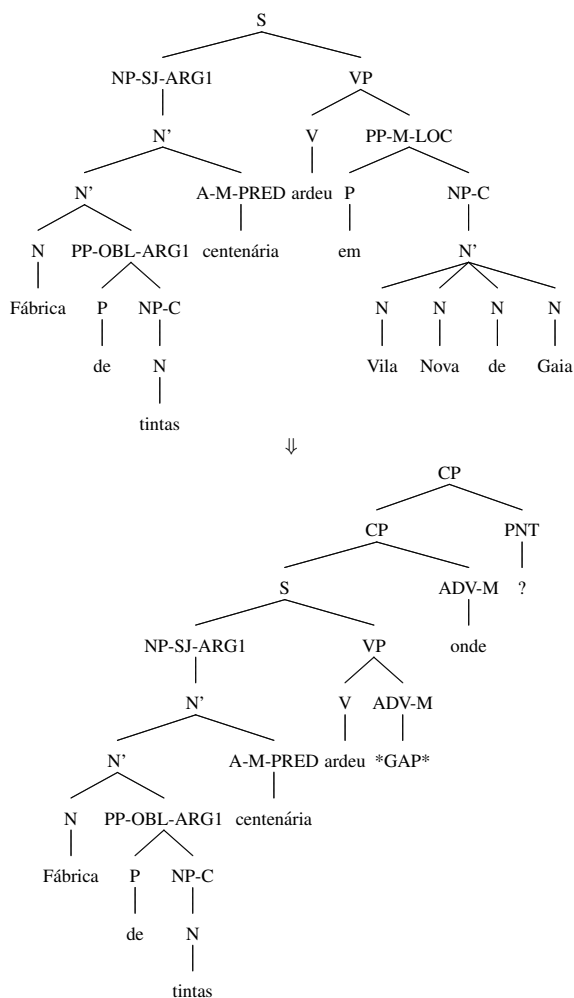 S
NP-SJ-ARG1 VP
N’ V PP-M-LOC
N’ A-M-PRED ardeu P NP-C
N PP-OBL-ARG1 centenária em N’
Fábrica P NP-C N N N N
de N Vila Nova de Gaia
tintas
⇓
CP
CP PNT
S ADV-M ?
NP-SJ-ARG1 VP onde
N’ V ADV-M
N’ A-M-PRED ardeu *GAP*
N PP-OBL-ARG1 centenária
Fábrica P NP-C
de N
tintas